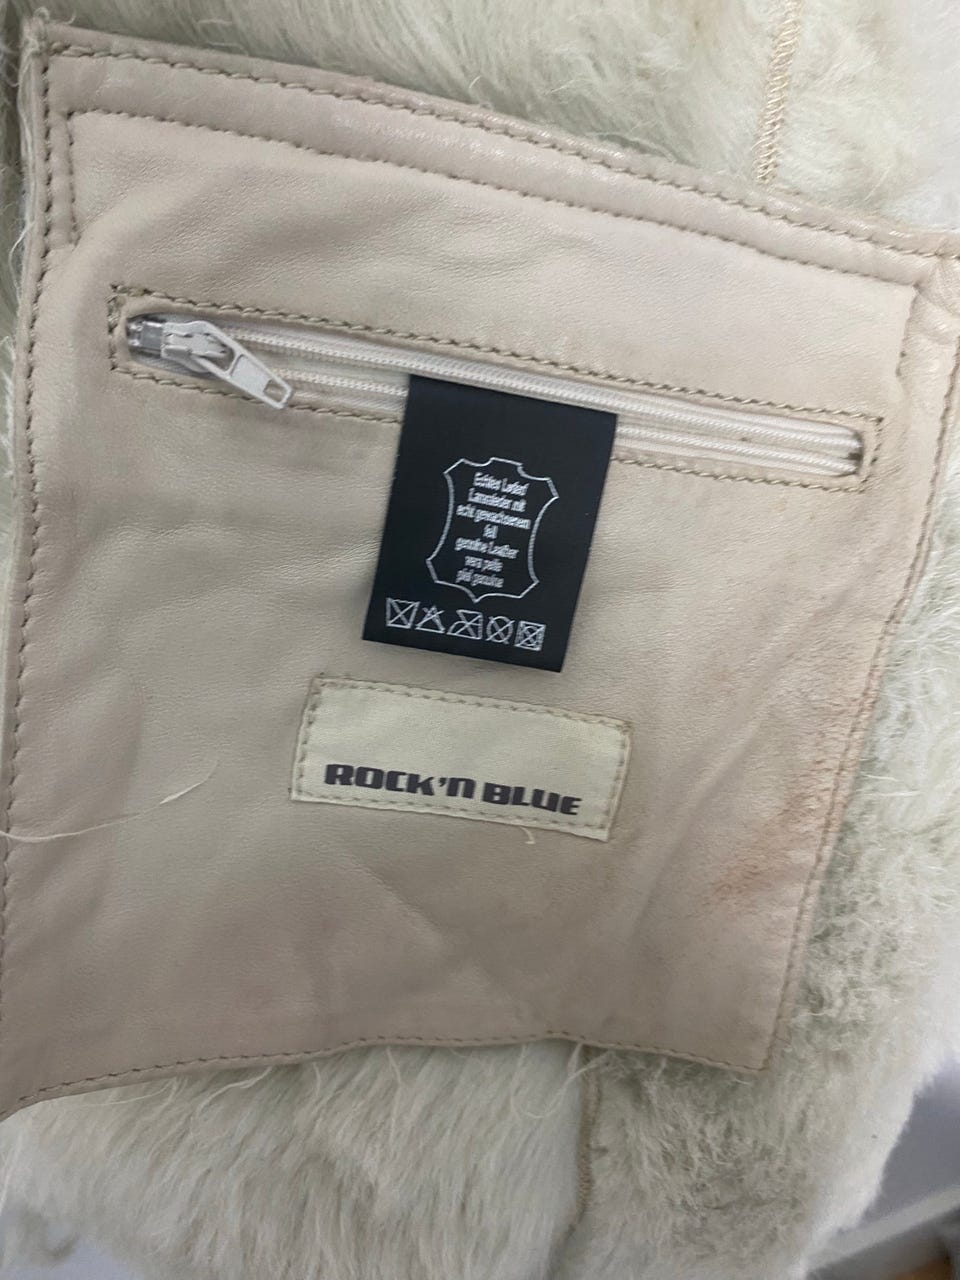 Echtes Leder!
Lammleder mit
echt gewachsenem
fell
genuine Leather
vera pelle
piel genuina
ROCK'N BLUE